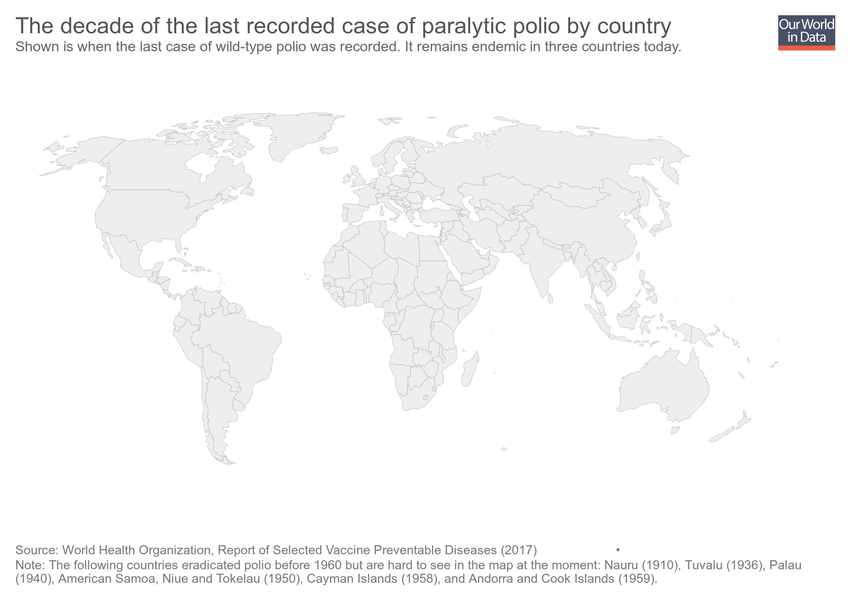 The decade of the last recorded case of paralytic polio by country
Shown is when the last case of wild-type polio was recorded. It remains endemic in three countries today.
Our World
in Data
Source: World Health Organization, Report of Selected Vaccine Preventable Diseases (2017)
•
Note: The following countries eradicated polio before 1960 but are hard to see in the map at the moment: Nauru (1910), Tuvalu (1936), Palau
(1940), American Samoa, Niue and Tokelau (1950), Cayman Islands (1958), and Andorra and Cook Islands (1959).